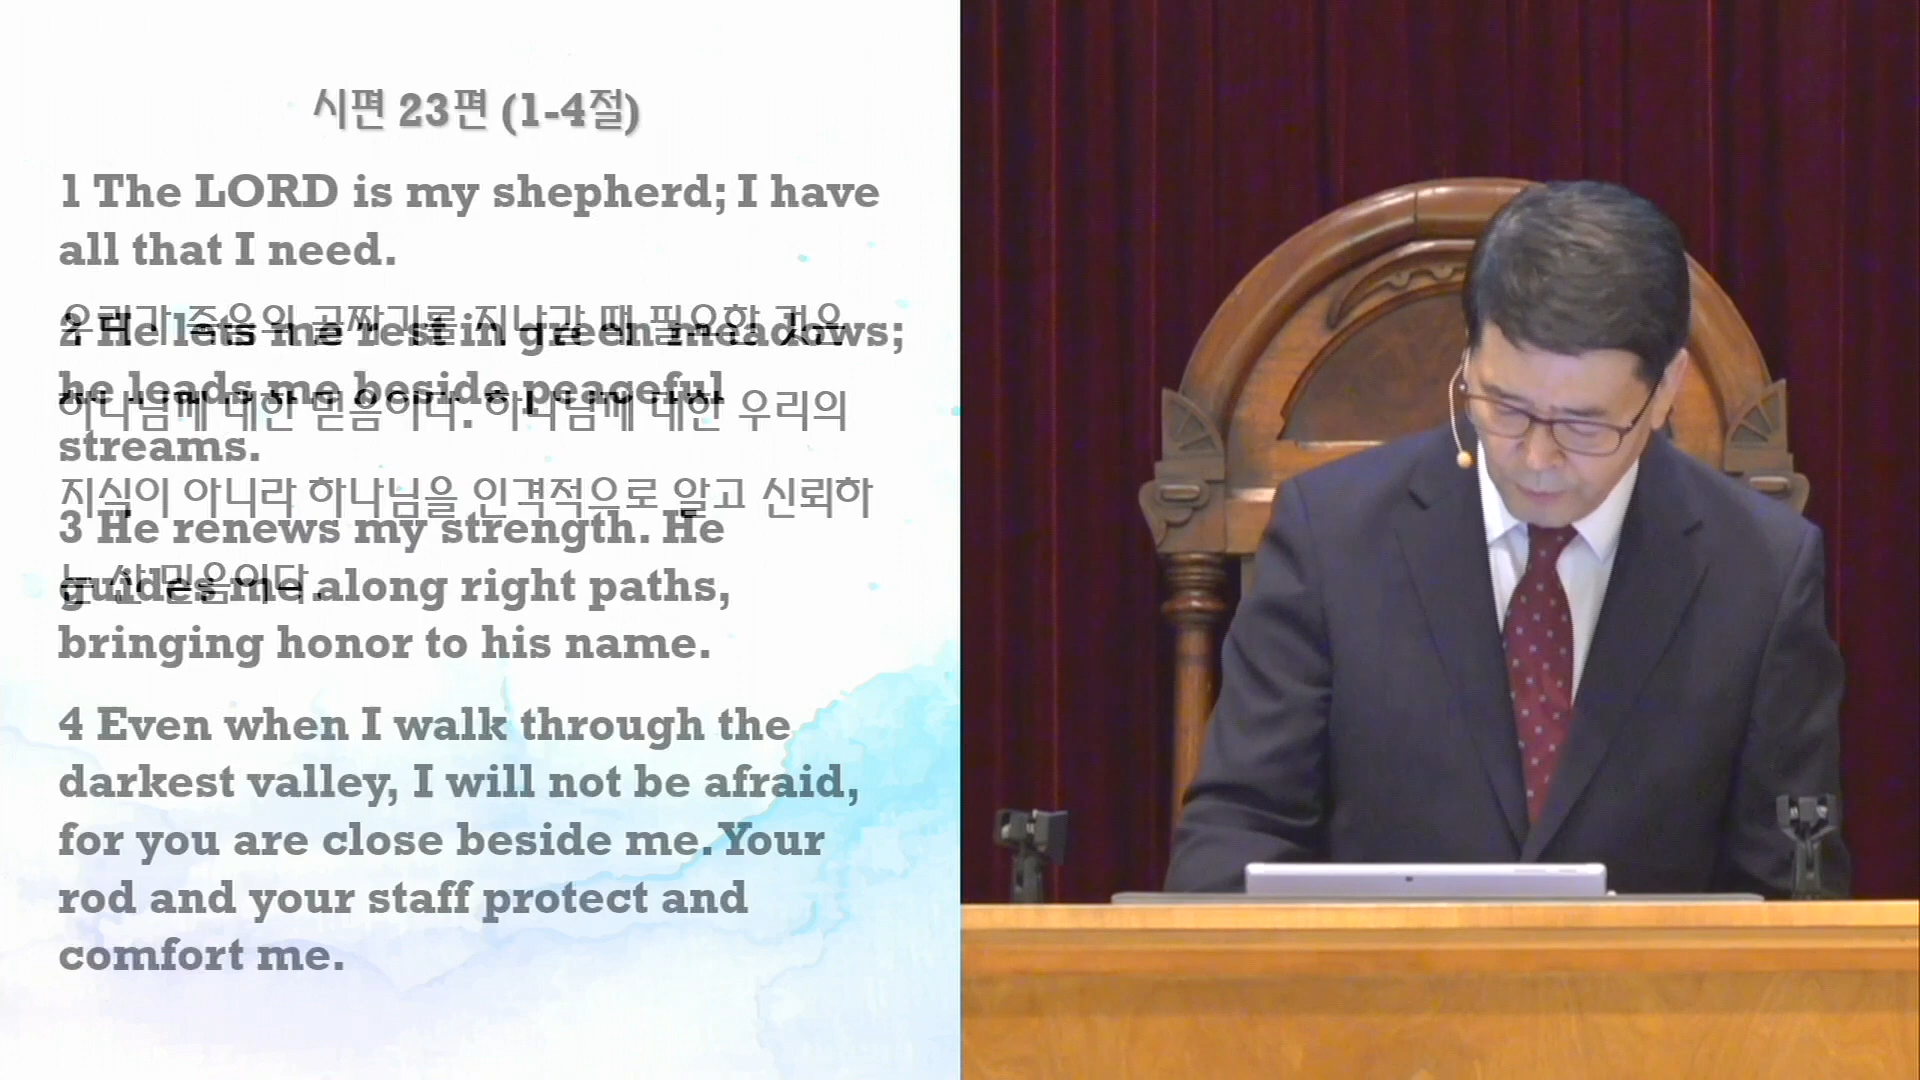 시편 23편 (1-4절)
1 The LORD is my shepherd; I have
all that I need.
우리가 죽음의 골짜기를 지나갈 때 필요한 것은
2 He lets me rest in green meadows;
he leads me beside peaceful
하나님께 대한 믿음이다. 하나님께 대한 우리의
streams.
지식이 아니라 하나님을 인격적으로 알고 신뢰하
3 He renews my strength. He
는 산 믿음이다.
guides me along right paths,
bringing honor to his name.
4 Even when I walk through the
darkest valley, I will not be afraid,
for you are close beside me. Your
rod and your staff protect and
comfort me.